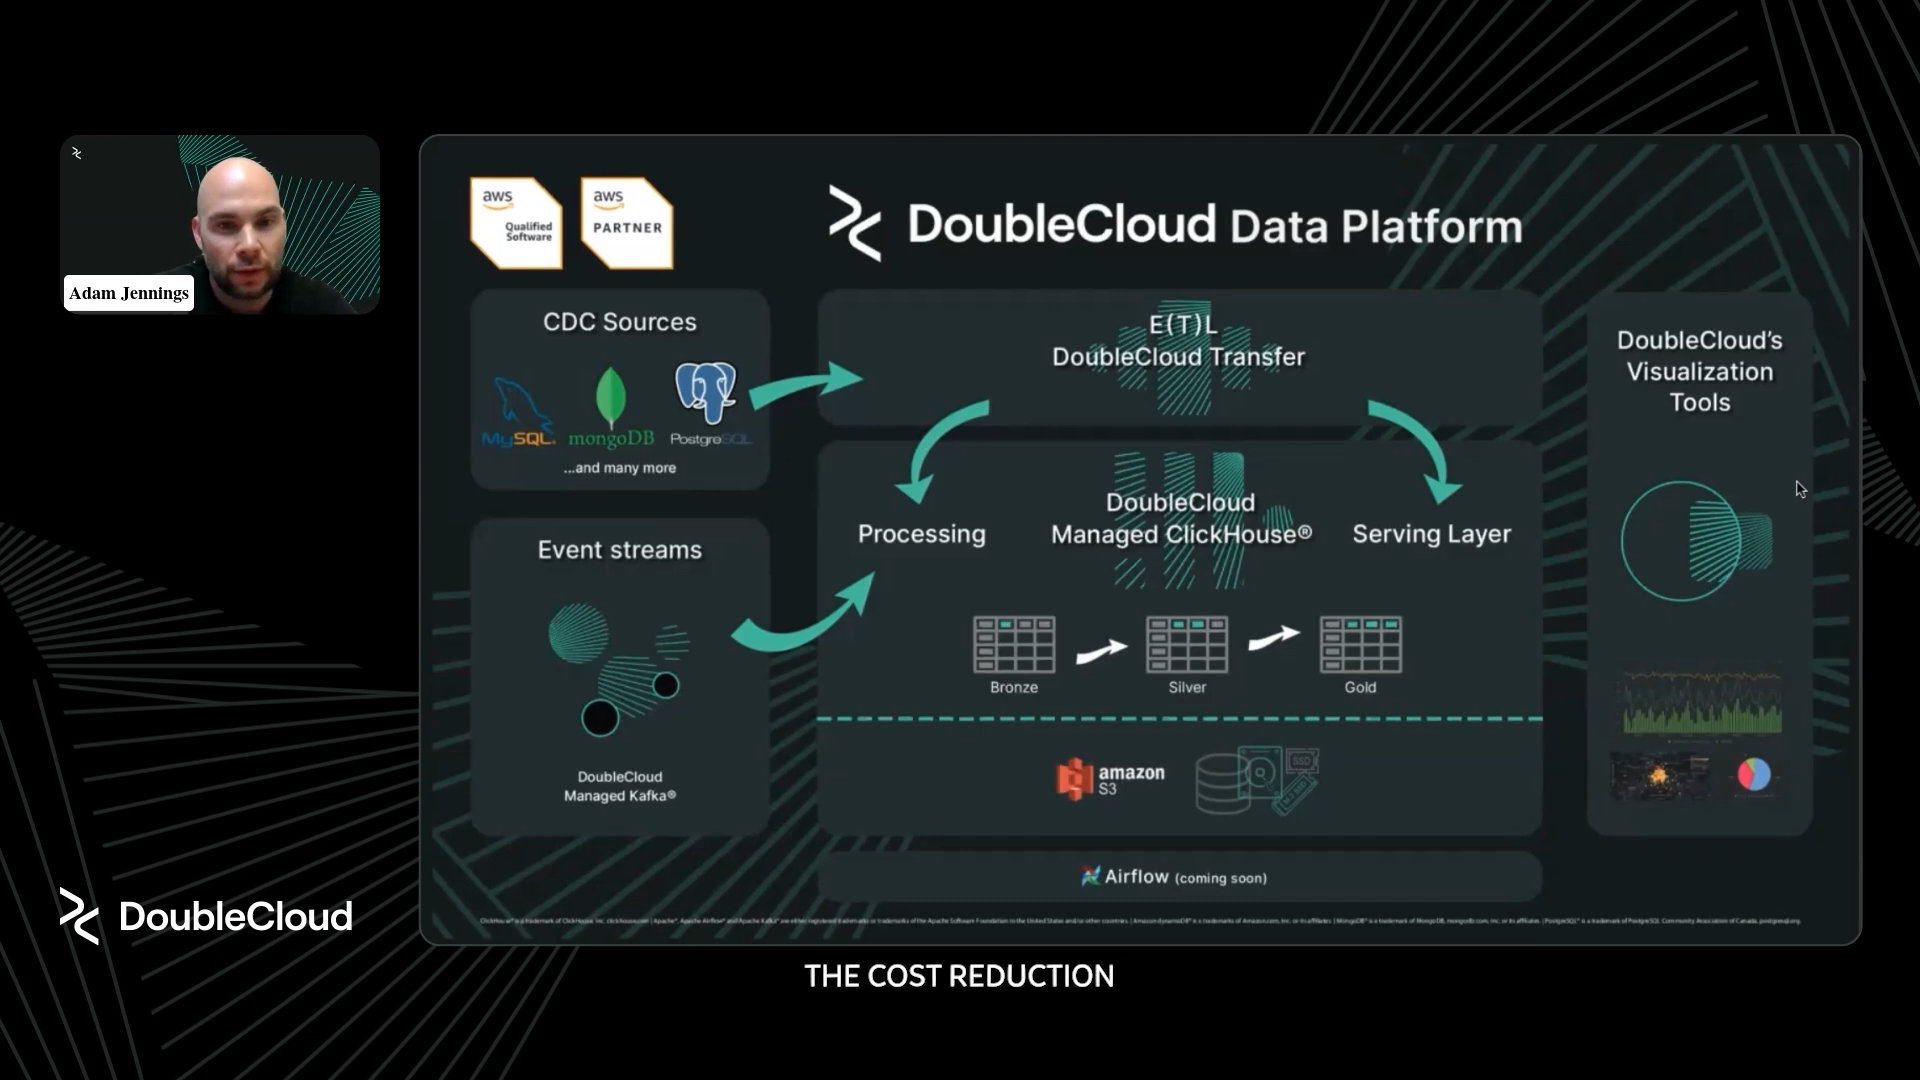 Adam Jennings
aws
Qualified
Software
aws
PARTNER
DoubleCloud Data Platform
CDC Sources
MySQL
mongoDB
PostgreSQL
...and many more
E(T)L
DoubleCloud Transfer
DoubleCloud's
Visualization
Tools
Event streams
DoubleCloud
Managed Kafka®
Processing
DoubleCloud
Managed ClickHouse®
Serving Layer
Bronze
Silver
Gold
amazon
S3
SSD
Airflow (coming soon)
DoubleCloud
THE COST REDUCTION